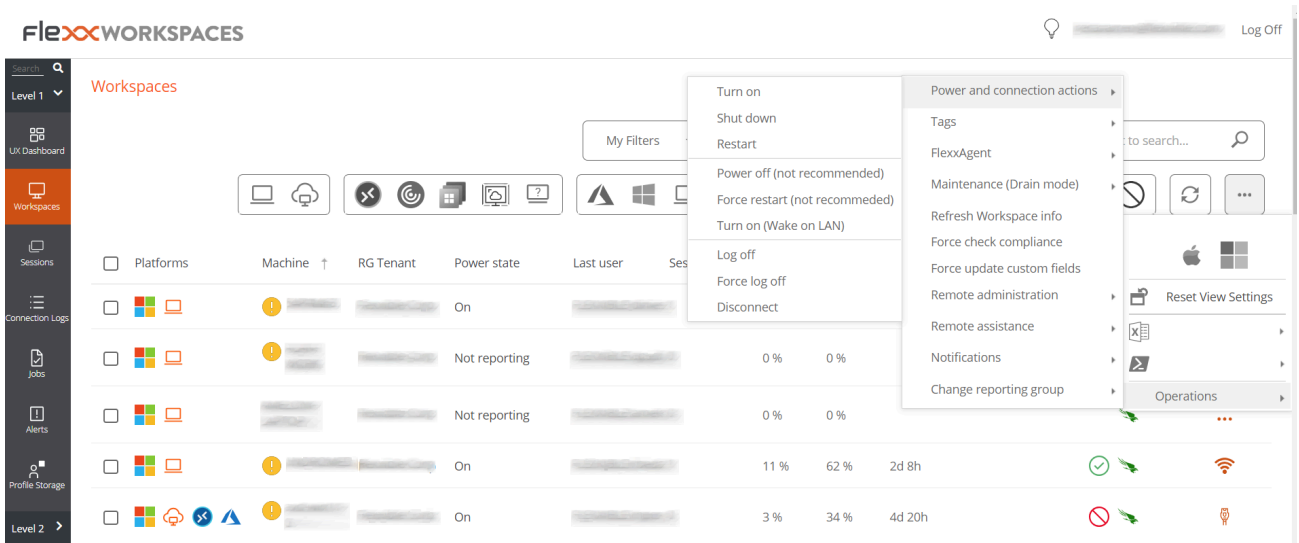 FlexxWORKSPACES
Log Off
Search
Level 1
UX Dashboard
Workspaces
Sessions
Connection Logs
Jobs
Alerts
Profile Storage
Level 2
Workspaces
My Filters
to search...
Turn on
Shut down
Restart
Power off (not recommended)
Force restart (not recommeded)
Turn on (Wake on LAN)
Log off
Force log off
Disconnect
Power and connection actions
Tags
FlexxAgent
Maintenance (Drain mode)
Refresh Workspace info
Force check compliance
Force update custom fields
Remote administration
Remote assistance
Notifications
Change reporting group
Reset View Settings
Operations
Platforms Machine ↑ RG Tenant Power state Last user Ses
On
Not reporting 0 % 0 %
Not reporting 0 % 0 %
On 11 % 62 % 2d 8h
On 3 % 34 % 4d 20h